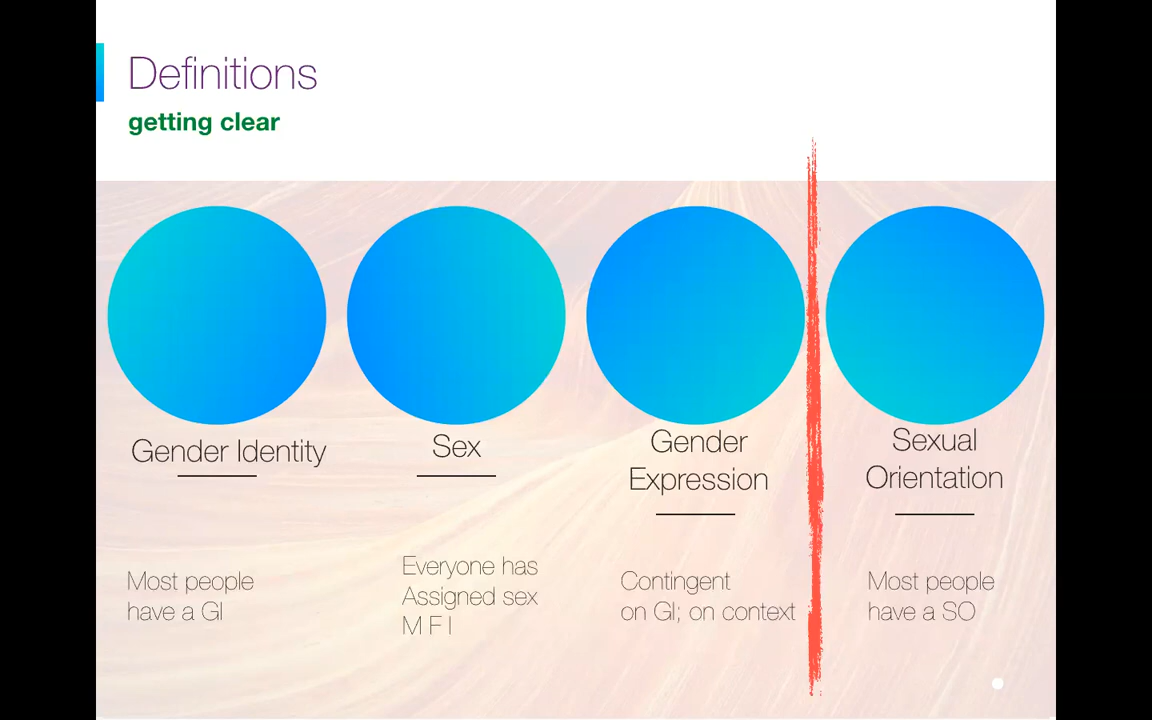 Definitions
getting clear
Gender Identity
Most people
have a GI
Sex
Everyone has
Assigned sex
M F I
Gender
Expression
Contingent
on GI; on context
Sexual
Orientation
Most people
have a SO